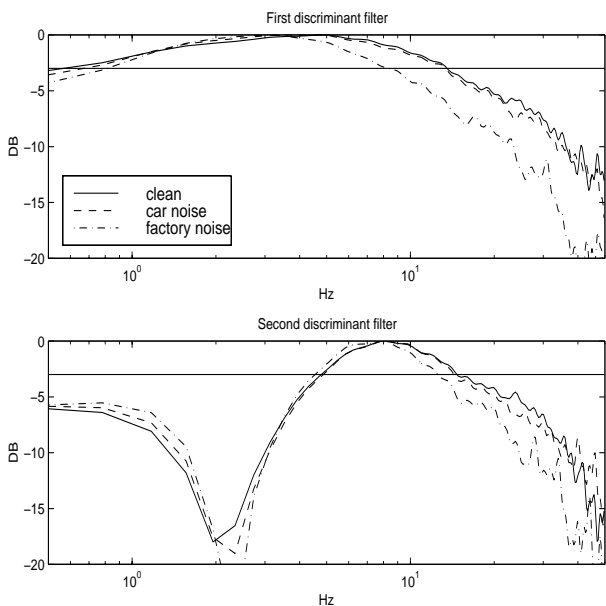 First discriminant filter
0
−5
−10
−15
−20
DB
clean
car noise
factory noise
10^0
10^1
Hz
Second discriminant filter
0
−5
−10
−15
−20
DB
10^0
10^1
Hz